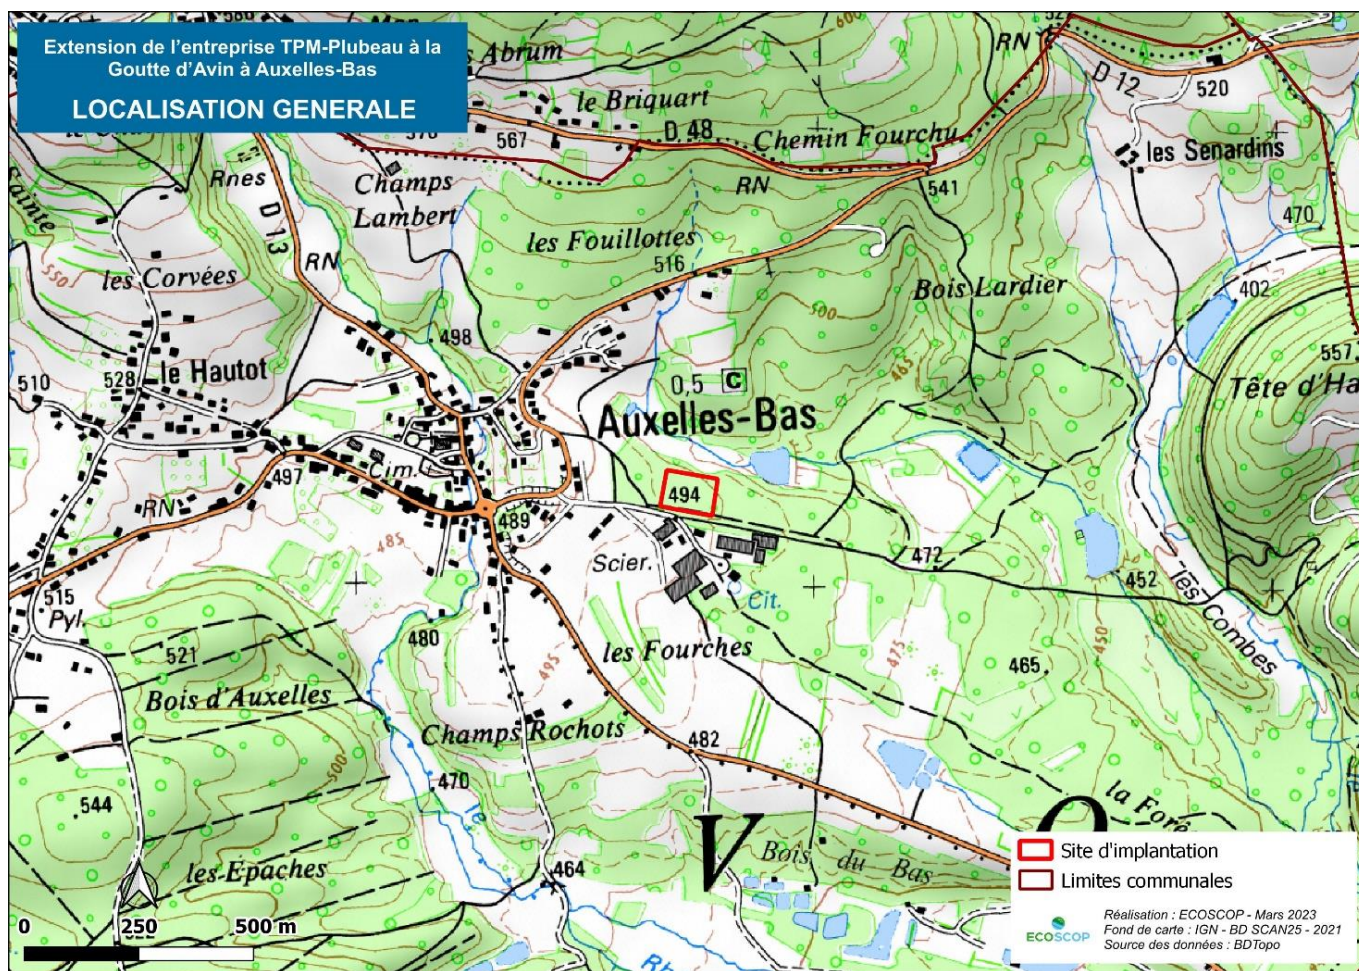 Extension de l'entreprise TPM-Plubeau à la
Goutte d'Avin à Auxelles-Bas
LOCALISATION GENERALE
Abrum
600
RN
D 12
520
le Briquart
567
D 48
Chemin Fourchu
les Senardins
Rnes
Champs
Lambert
RN
541
Sainte
D 13
470
les Fouillottes
RN
les Corvées
550
516
Bois Lardier
402
500
498
465
557
le Hautot
510
528
0,5 C
Tête d'Ha
Auxelles-Bas
Cim.
497
494
RN
489
485
Scier.
472
452
515
Cit.
les Combes
Pyl.
480
450
521
495
les Fourches
475
465
Bois d'Auxelles
Champs Rochots
482
500
470
544
la Forê
V
O
Bois du Bas
les Épaches
464
Site d'implantation
Limites communales
0 250 500 m
ECOSCOP
Réalisation : ECOSCOP - Mars 2023
Fond de carte : IGN - BD SCAN25 - 2021
Source des données : BDTopo